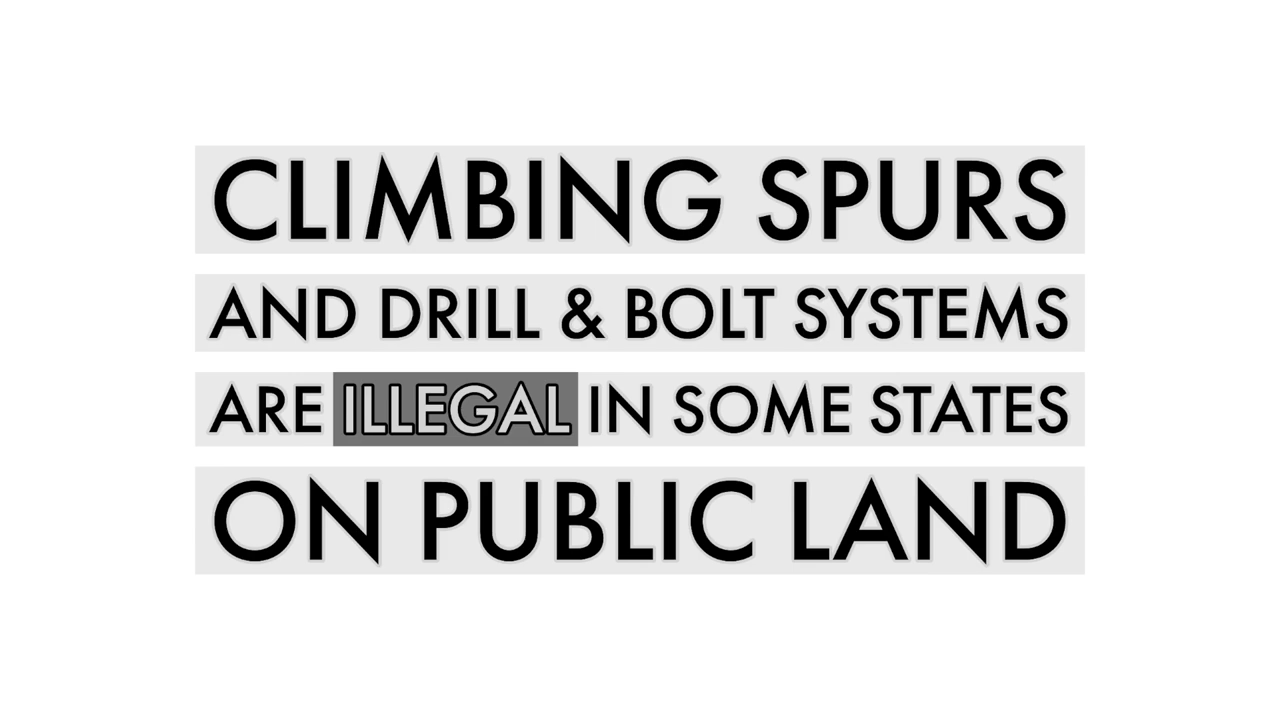 CLIMBING SPURS
AND DRILL & BOLT SYSTEMS
ARE ILLEGAL IN SOME STATES
ON PUBLIC LAND